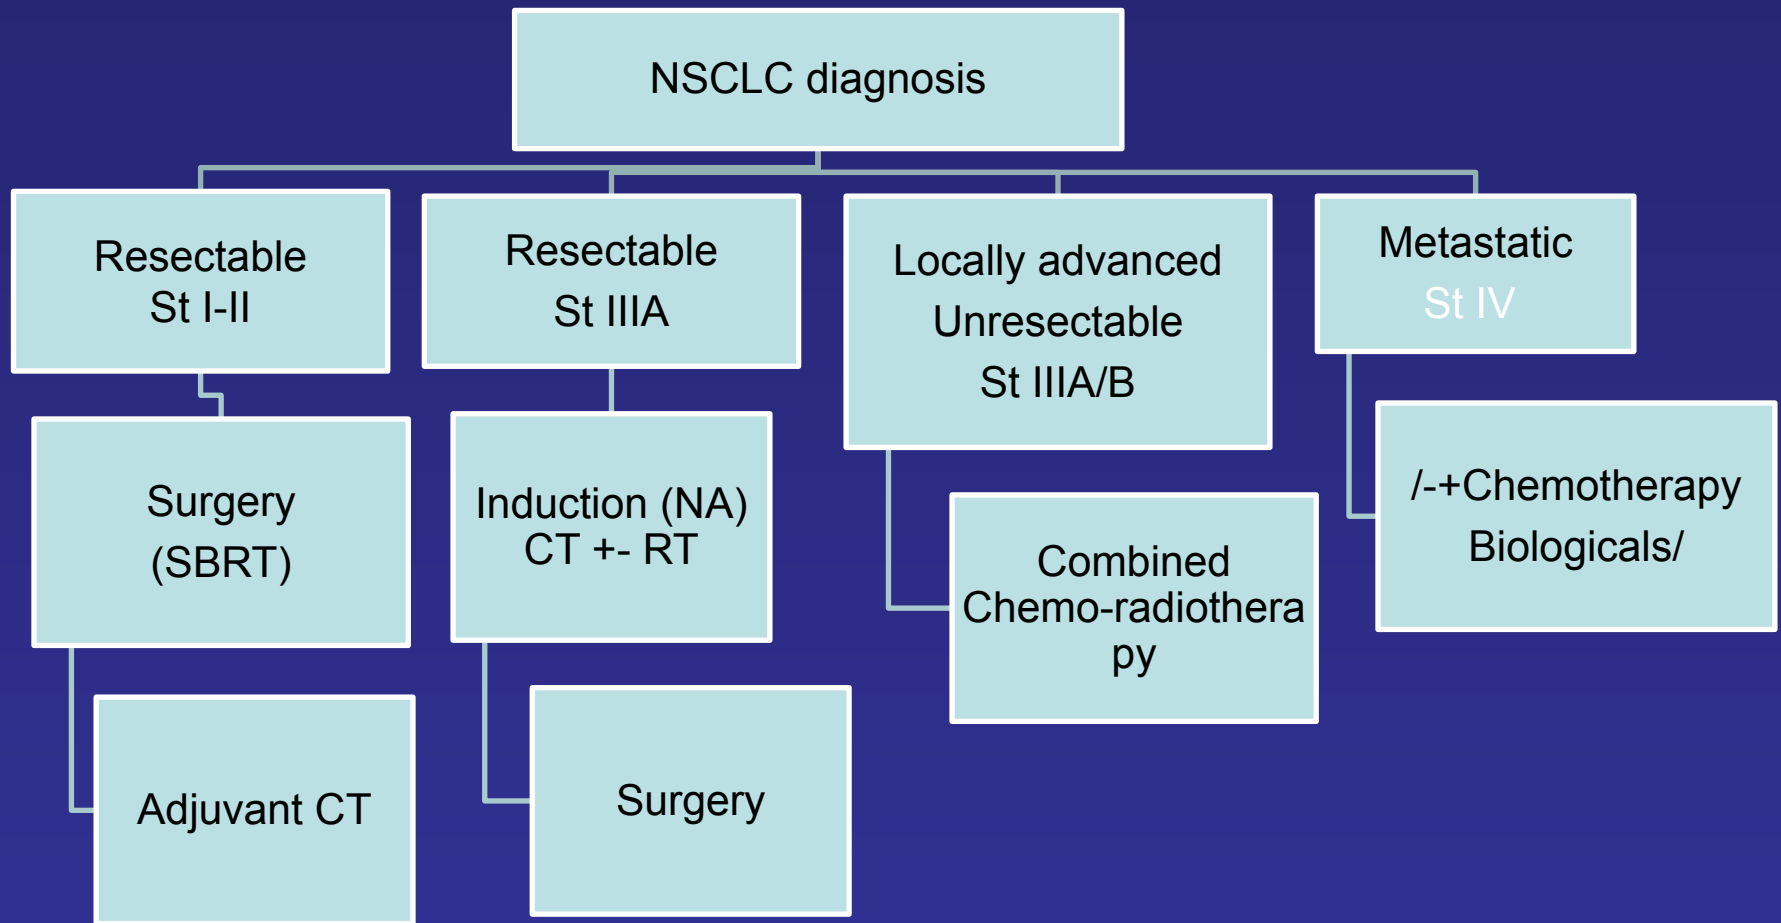 NSCLC diagnosis
Resectable
St I-II
Resectable
St IIIA
Locally advanced
Unresectable
St IIIA/B
Metastatic
St IV
Surgery
(SBRT)
Induction (NA)
CT +- RT
Combined
Chemo-radiothera
py
/-+Chemotherapy
Biologicals/
Adjuvant CT
Surgery